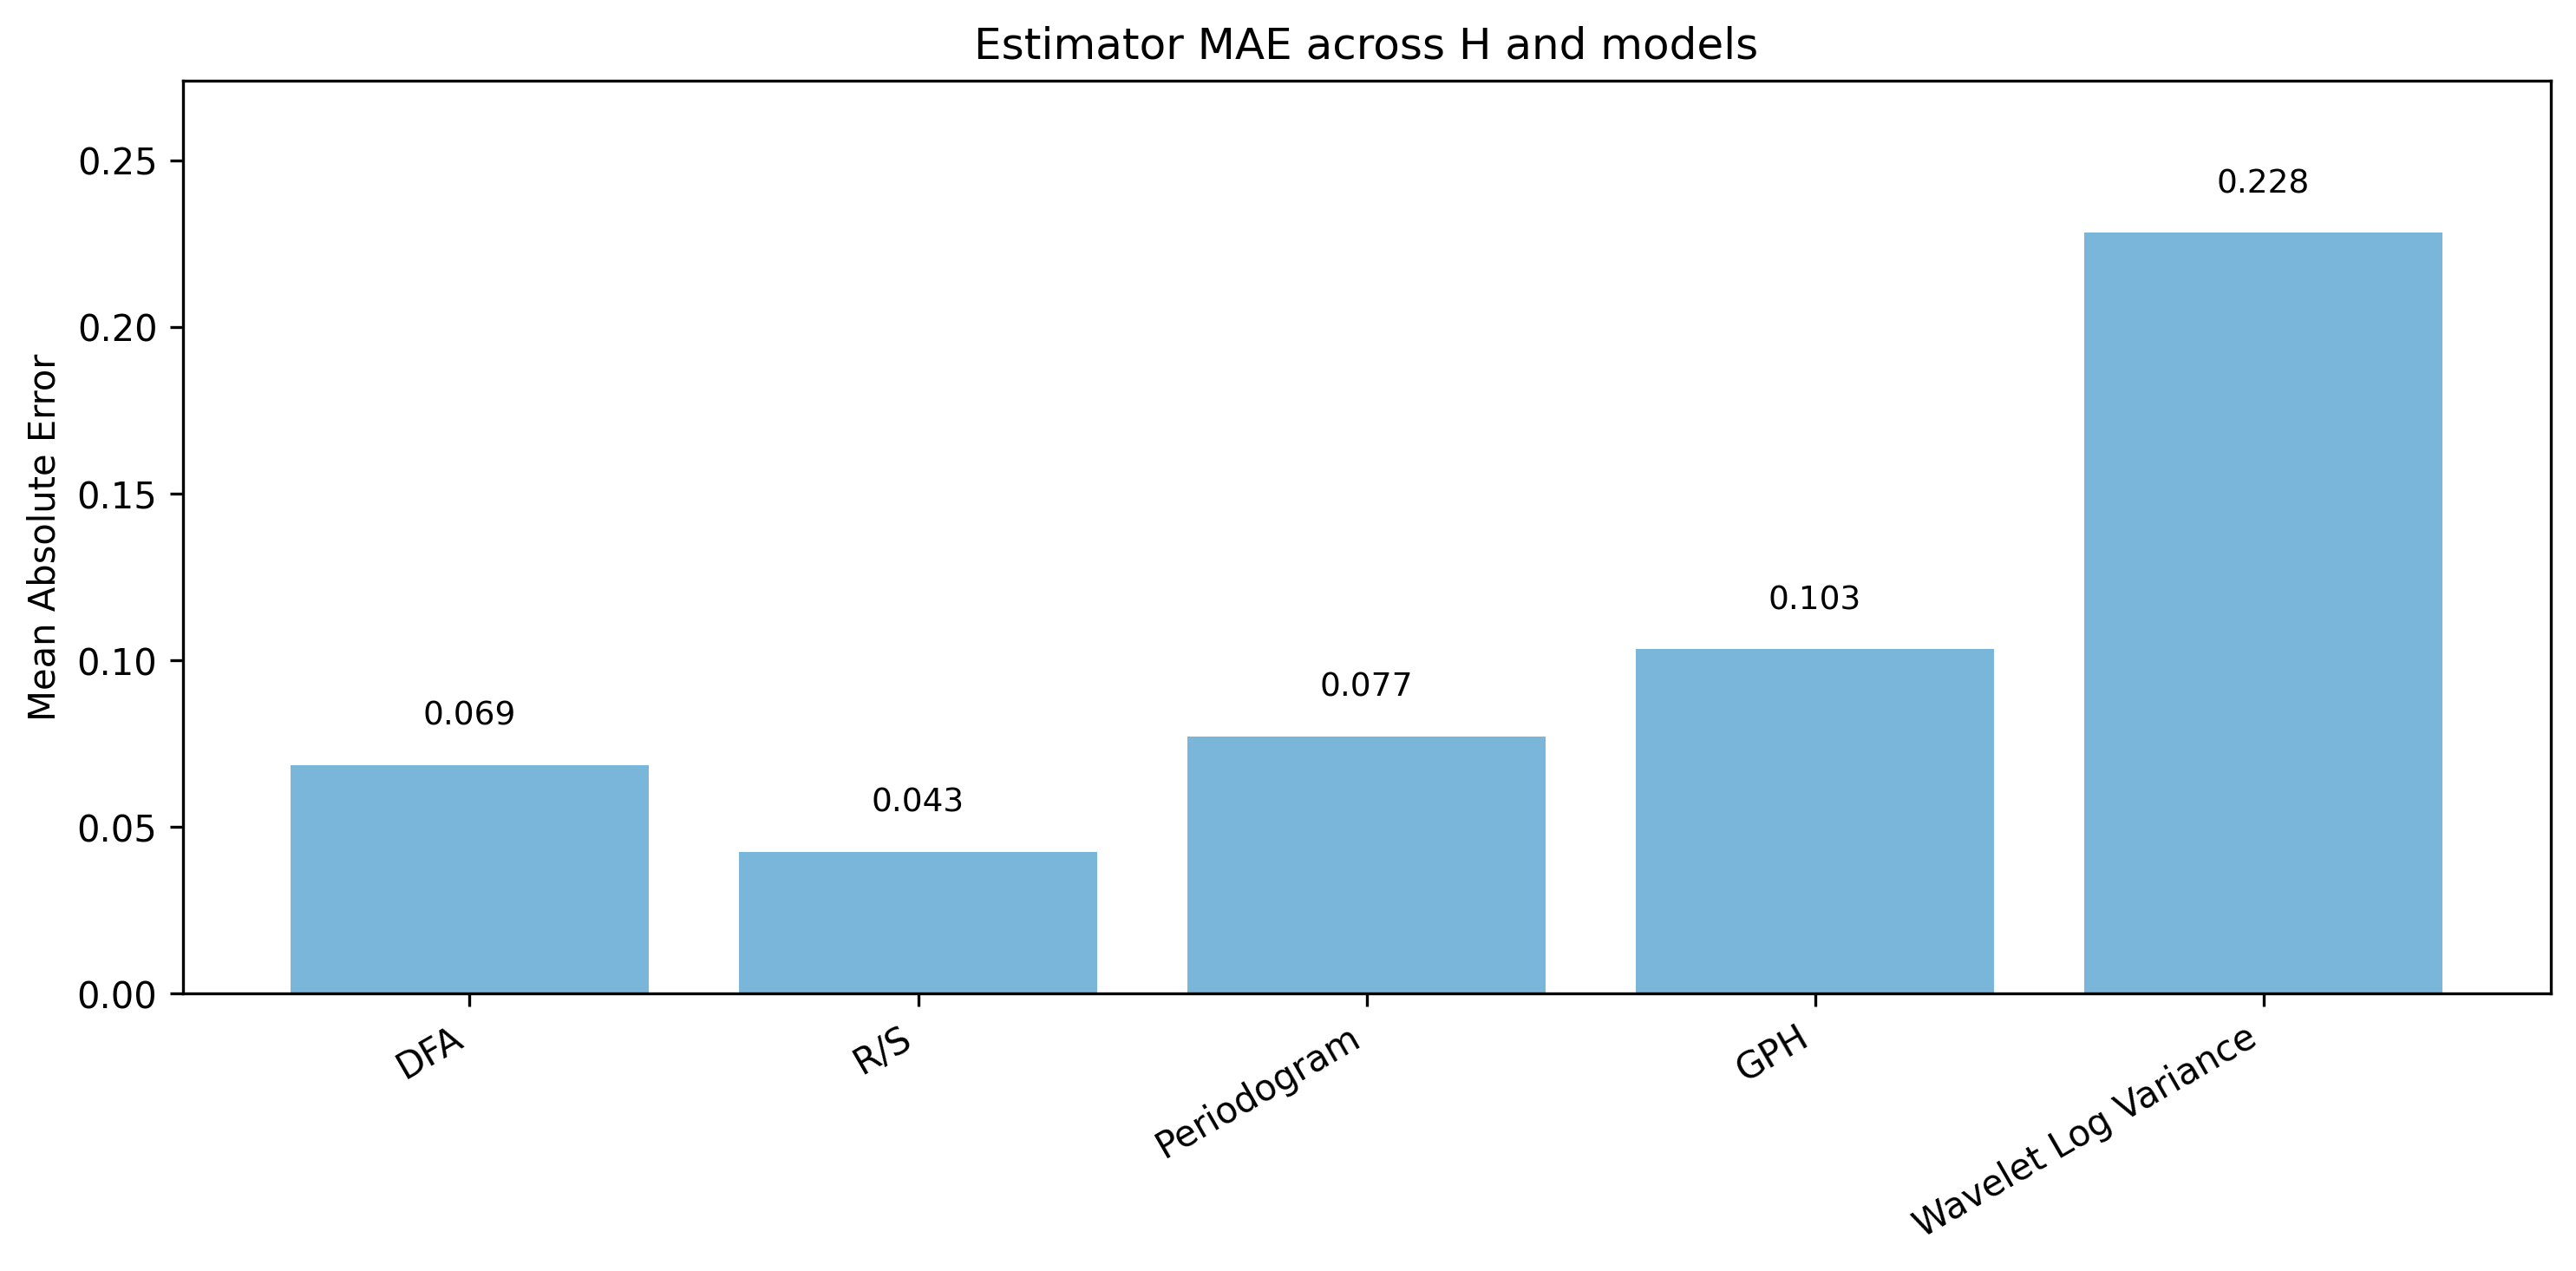 Estimator MAE across H and models
Mean Absolute Error
0.25
0.20
0.15
0.10
0.05
0.00
0.069
0.043
0.077
0.103
0.228
DFA
R/S
Periodogram
GPH
Wavelet Log Variance